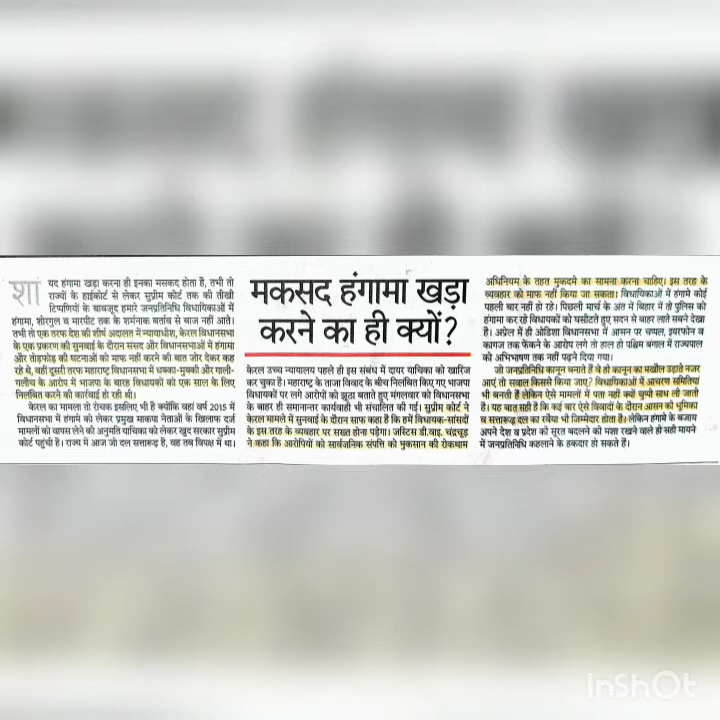 शायद हंगामा खड़ा करना ही इनका मसकद होता है, तभी तो
राज्यों के हाईकोर्ट से लेकर सुप्रीम कोर्ट तक की तीखी
टिप्पणियों के बावजूद हमारे जनप्रतिनिधि विधायिकाओं में
हंगामा, शोरगुल व मारपीट तक के शर्मनाक बर्ताव से बाज नहीं आते।
तभी तो एक तरफ देश की शीर्ष अदालत में न्यायाधीश, केरल विधानसभा
के एक प्रकरण की सुनवाई के दौरान संसद और विधानसभाओं में हंगामा
और तोड़फोड़ की घटनाओं को माफ नहीं करने की बात जोर देकर कह
रहे थे, वहीं दूसरी तरफ महाराष्ट्र विधानसभा में धक्का-मुक्की और गाली-
गलौच के आरोप में भाजपा के बारह विधायिकों को एक साल के लिए
निलंबित करने की कार्रवाई हो रही थी।
केरल का मामला तो रोचक इसलिए भी है क्योंकि वहां वर्ष 2015 में
विधानसभा में हंगामे को लेकर प्रमुख माकपा नेताओं के खिलाफ दर्ज
मामलों को वापस लेने की अनुमति याचिका को लेकर खुद सरकार सुप्रीम
कोर्ट पहुंची है। राज्य में आज जो दल सत्तारूढ़ है, वह तब विपक्ष में था।
मकसद हंगामा खड़ा
करने का ही क्यों?
केरल उच्च न्यायालय पहले ही इस संबंध में दायर याचिका को खारिज
कर चुका है। महाराष्ट्र के ताजा विवाद के बीच निलंबित किए गए भाजपा
विधायकों पर लगे आरोपों को झूठा बताते हुए मंगलवार को विधानसभा
के बाहर ही समानान्तर कार्यवाही भी संचालित की गई। सुप्रीम कोर्ट ने
केरल मामले में सुनवाई के दौरान साफ कहा है कि हमें विधायक-सांसदों
के इस तरह के व्यवहार पर सख्त होना पड़ेगा। जस्टिस डी.वाइ. चंद्रचूड़
ने कहा कि आरोपियों को सार्वजनिक संपत्ति को नुकसान की रोकथाम
अधिनियम के तहत मुकदमे का सामना करना चाहिए। इस तरह के
व्यवहार को माफ नहीं किया जा सकता। विधायिकाओं में हंगामे कोई
पहली बार नहीं हो रहे। पिछली मार्च के अंत में बिहार में तो पुलिस को
हंगामा कर रहे विधायकों को घसीटते हुए सदन में बाहर लाते सबने देखा
है। अप्रेल में ही ओडिशा विधानसभा में आसन पर चप्पल, इयरफोन व
कागज तक फेंकने के आरोप लगे तो हाल ही पश्चिम बंगाल में राज्यपाल
को अभिभाषण तक नहीं पढ़ने दिया गया।
जो जनप्रतिनिधि कानून बनाते हैं वे ही कानून का मखौल उड़ाते नजर
आएं तो सवाल किससे किया जाए? विधायिकाओं में आचरण समितियां
भी बनती हैं लेकिन ऐसे मामलों में पता नहीं क्यों चुप्पी साध ली जाती
है। यह बात सही है कि कई बार ऐसे विवादों के दौरान आसन की भूमिका
व सत्तारूढ़ दल का रवैया भी जिम्मेदार होता है। लेकिन हंगामे के बजाय
अपने देश व प्रदेश की सूरत बदलने की मंशा रखने वाले ही सही मायने
में जनप्रतिनिधि कहलाने के हकदार हो सकते हैं।
InShOt